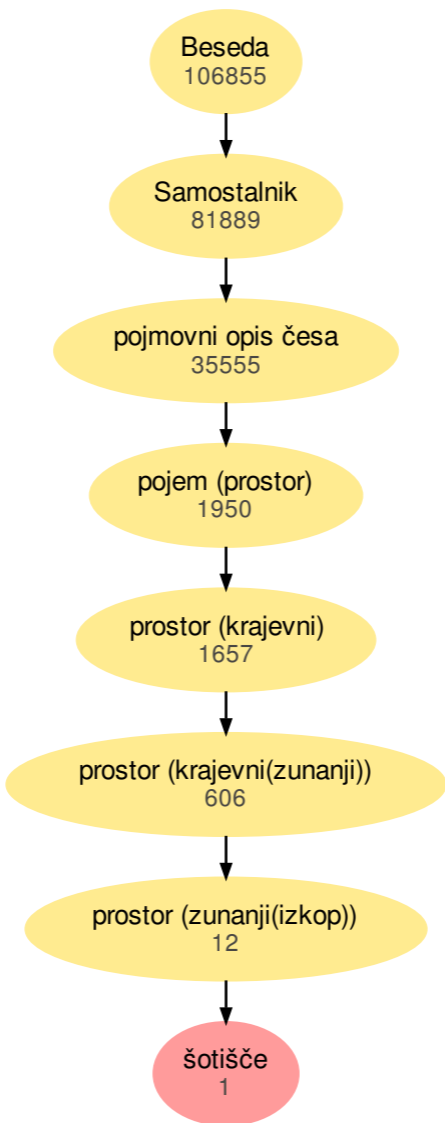 Beseda
106855
Samostalnik
81889
pojmovni opis česa
35555
pojem (prostor)
1950
prostor (krajevni)
1657
prostor (krajevni(zunanji))
606
prostor (zunanji(izkop))
12
šotišče
1